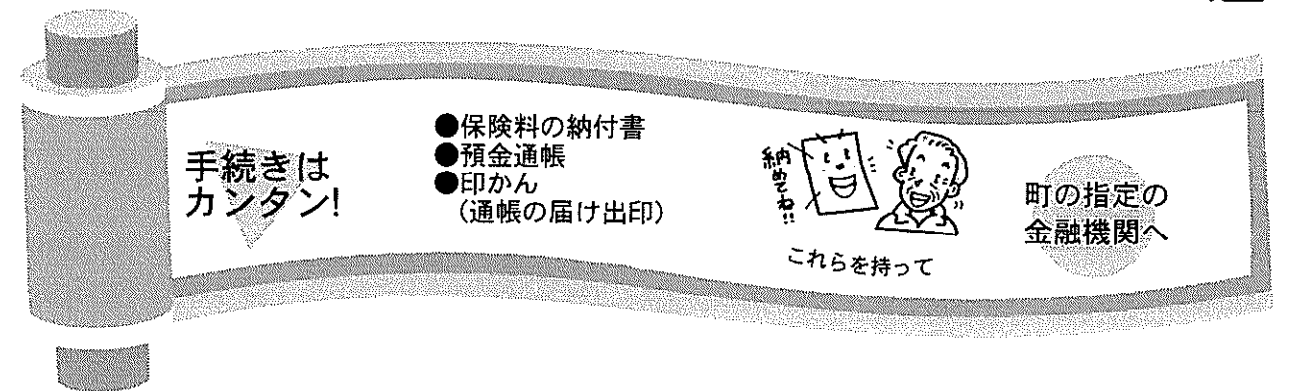 手続きは
カンタン!
●保険料の納付書
●預金通帳
●印かん
（通帳の届け出印）
納めてね!!
これらを持って
町の指定の
金融機関へ